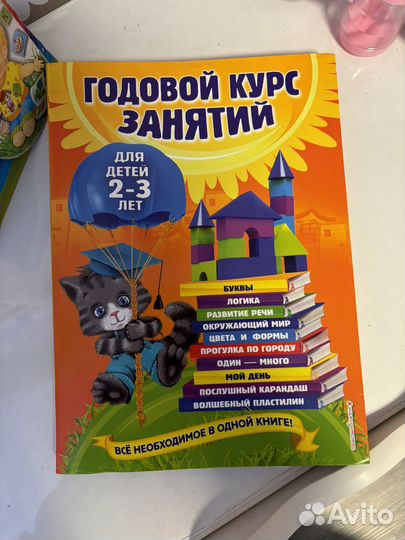 ГОДОВОЙ КУРС
ЗАНЯТИЙ
ДЛЯ
ДЕТЕЙ
2-3
ЛЕТ
БУКВЫ
ЛОГИКА
РАЗВИТИЕ РЕЧИ
ОКРУЖАЮЩИЙ МИР
ЦВЕТА И ФОРМЫ
ПРОГУЛКА ПО ГОРОДУ
ОДИН — МНОГО
МОЙ ДЕНЬ
ПОСЛУШНЫЙ КАРАНДАШ
ВОЛШЕБНЫЙ ПЛАСТИЛИН
ВСЁ НЕОБХОДИМОЕ В ОДНОЙ КНИГЕ!
Avito